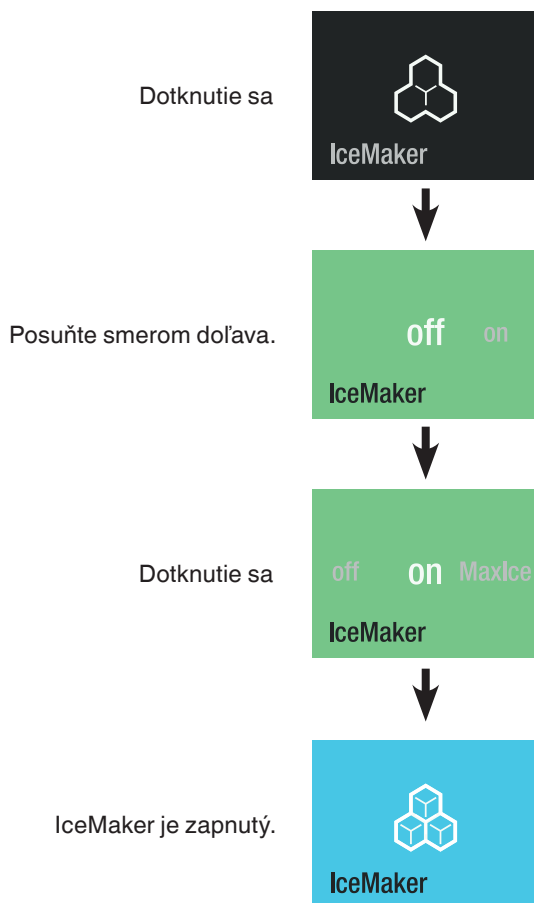 Dotknutie sa
IceMaker
Posuňte smerom doľava.
off on
IceMaker
Dotknutie sa
off on MaxIce
IceMaker
IceMaker je zapnutý.
IceMaker